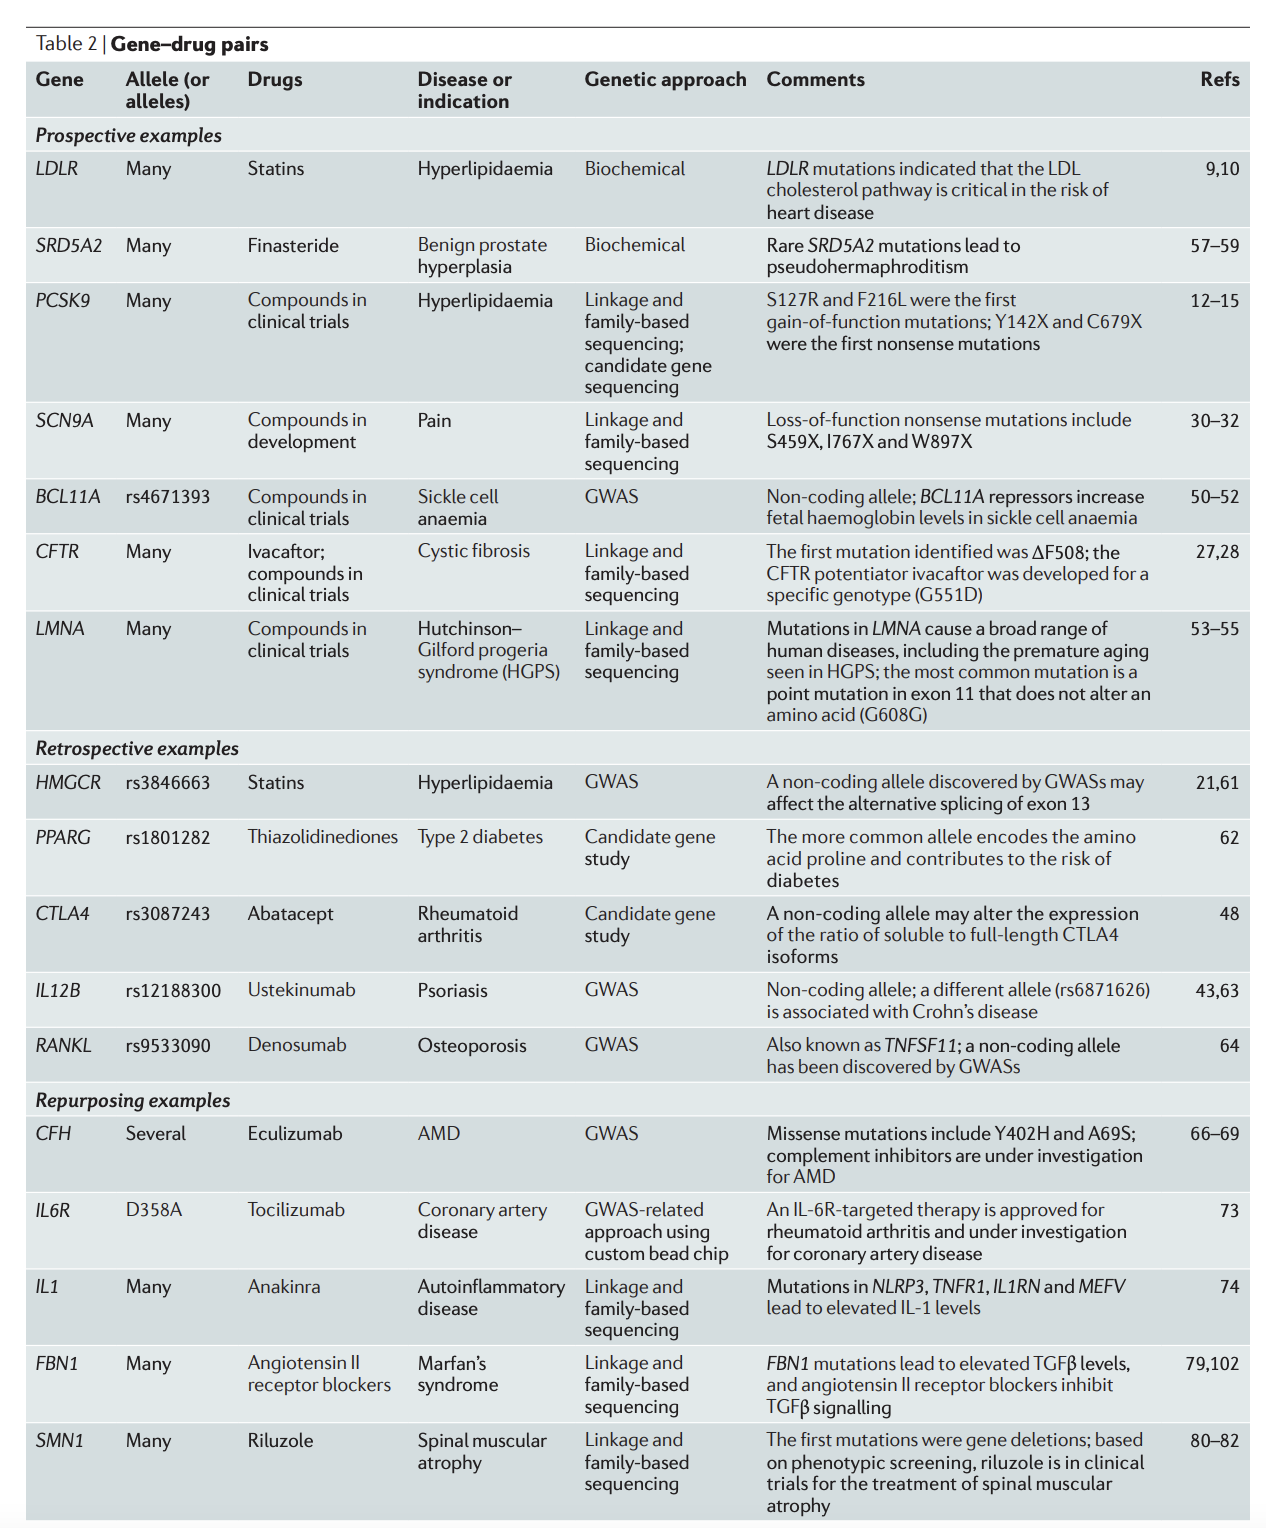 Table 2 | Gene–drug pairs
Gene Allele (or alleles) Drugs Disease or indication Genetic approach Comments Refs
Prospective examples
LDLR Many Statins Hyperlipidaemia Biochemical LDLR mutations indicated that the LDL cholesterol pathway is critical in the risk of heart disease 9,10
SRD5A2 Many Finasteride Benign prostate hyperplasia Biochemical Rare SRD5A2 mutations lead to pseudohermaphroditism 57–59
PCSK9 Many Compounds in clinical trials Hyperlipidaemia Linkage and family-based sequencing; candidate gene sequencing S127R and F216L were the first gain-of-function mutations; Y142X and C679X were the first nonsense mutations 12–15
SCN9A Many Compounds in development Pain Linkage and family-based sequencing Loss-of-function nonsense mutations include S459X, I767X and W897X 30–32
BCL11A rs4671393 Compounds in clinical trials Sickle cell anaemia GWAS Non-coding allele; BCL11A repressors increase fetal haemoglobin levels in sickle cell anaemia 50–52
CFTR Many Ivacaftor; compounds in clinical trials Cystic fibrosis Linkage and family-based sequencing The first mutation identified was ΔF508; the CFTR potentiator ivacaftor was developed for a specific genotype (G551D) 27,28
LMNA Many Compounds in clinical trials Hutchinson–Gilford progeria syndrome (HGPS) Linkage and family-based sequencing Mutations in LMNA cause a broad range of human diseases, including the premature aging seen in HGPS; the most common mutation is a point mutation in exon 11 that does not alter an amino acid (G608G) 53–55
Retrospective examples
HMGCR rs3846663 Statins Hyperlipidaemia GWAS A non-coding allele discovered by GWASs may affect the alternative splicing of exon 13 21,61
PPARG rs1801282 Thiazolidinediones Type 2 diabetes Candidate gene study The more common allele encodes the amino acid proline and contributes to the risk of diabetes 62
CTLA4 rs3087243 Abatacept Rheumatoid arthritis Candidate gene study A non-coding allele may alter the expression of the ratio of soluble to full-length CTLA4 isoforms 48
IL12B rs12188300 Ustekinumab Psoriasis GWAS Non-coding allele; a different allele (rs6871626) is associated with Crohn's disease 43,63
RANKL rs9533090 Denosumab Osteoporosis GWAS Also known as TNFSF11; a non-coding allele has been discovered by GWASs 64
Repurposing examples
CFH Several Eculizumab AMD GWAS Missense mutations include Y402H and A69S; complement inhibitors are under investigation for AMD 66–69
IL6R D358A Tocilizumab Coronary artery disease GWAS-related approach using custom bead chip An IL-6R-targeted therapy is approved for rheumatoid arthritis and under investigation for coronary artery disease 73
IL1 Many Anakinra Autoinflammatory disease Linkage and family-based sequencing Mutations in NLRP3, TNFR1, IL1RN and MEFV lead to elevated IL-1 levels 74
FBN1 Many Angiotensin II receptor blockers Marfan's syndrome Linkage and family-based sequencing FBN1 mutations lead to elevated TGFβ levels, and angiotensin II receptor blockers inhibit TGFβ signalling 79,102
SMN1 Many Riluzole Spinal muscular atrophy Linkage and family-based sequencing The first mutations were gene deletions; based on phenotypic screening, riluzole is in clinical trials for the treatment of spinal muscular atrophy 80–82